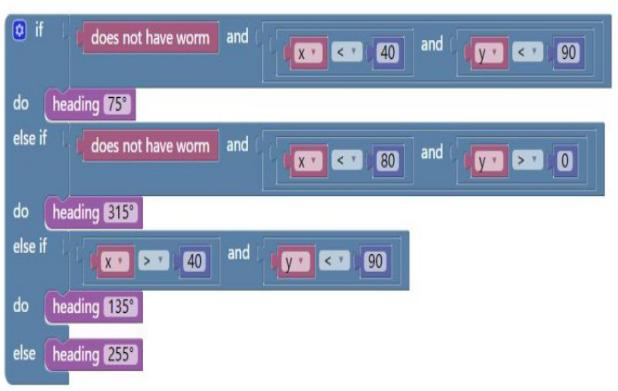 if does not have worm and x < 40 and y < 90
do heading 75°
else if does not have worm and x < 80 and y > 0
do heading 315°
else if x > 40 and y < 90
do heading 135°
else heading 255°